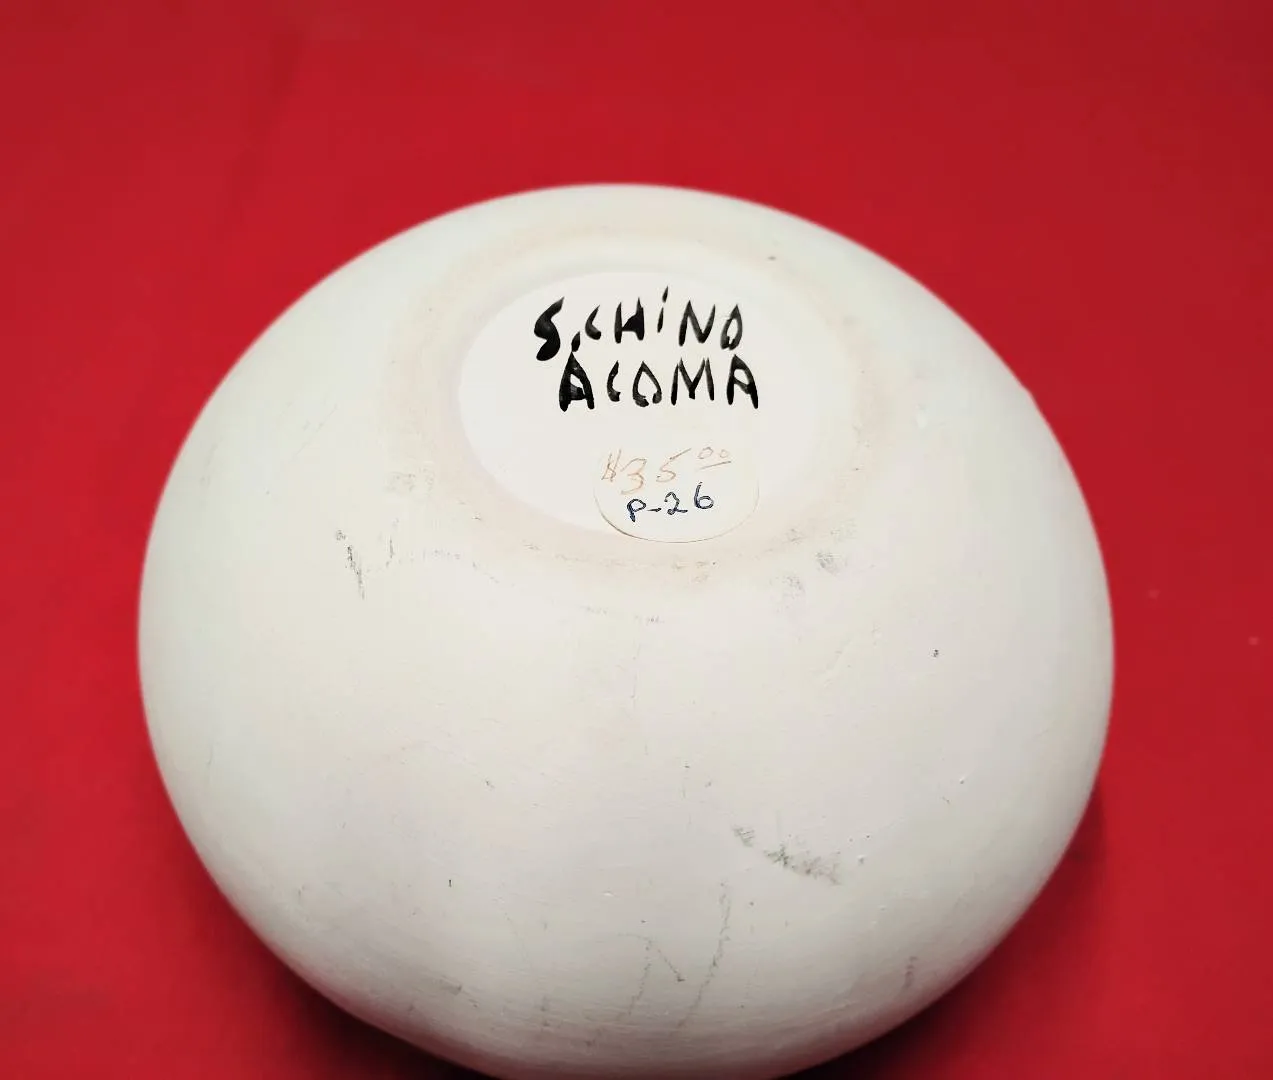 S.CHiNO
ACOMA
$35.00
P-26